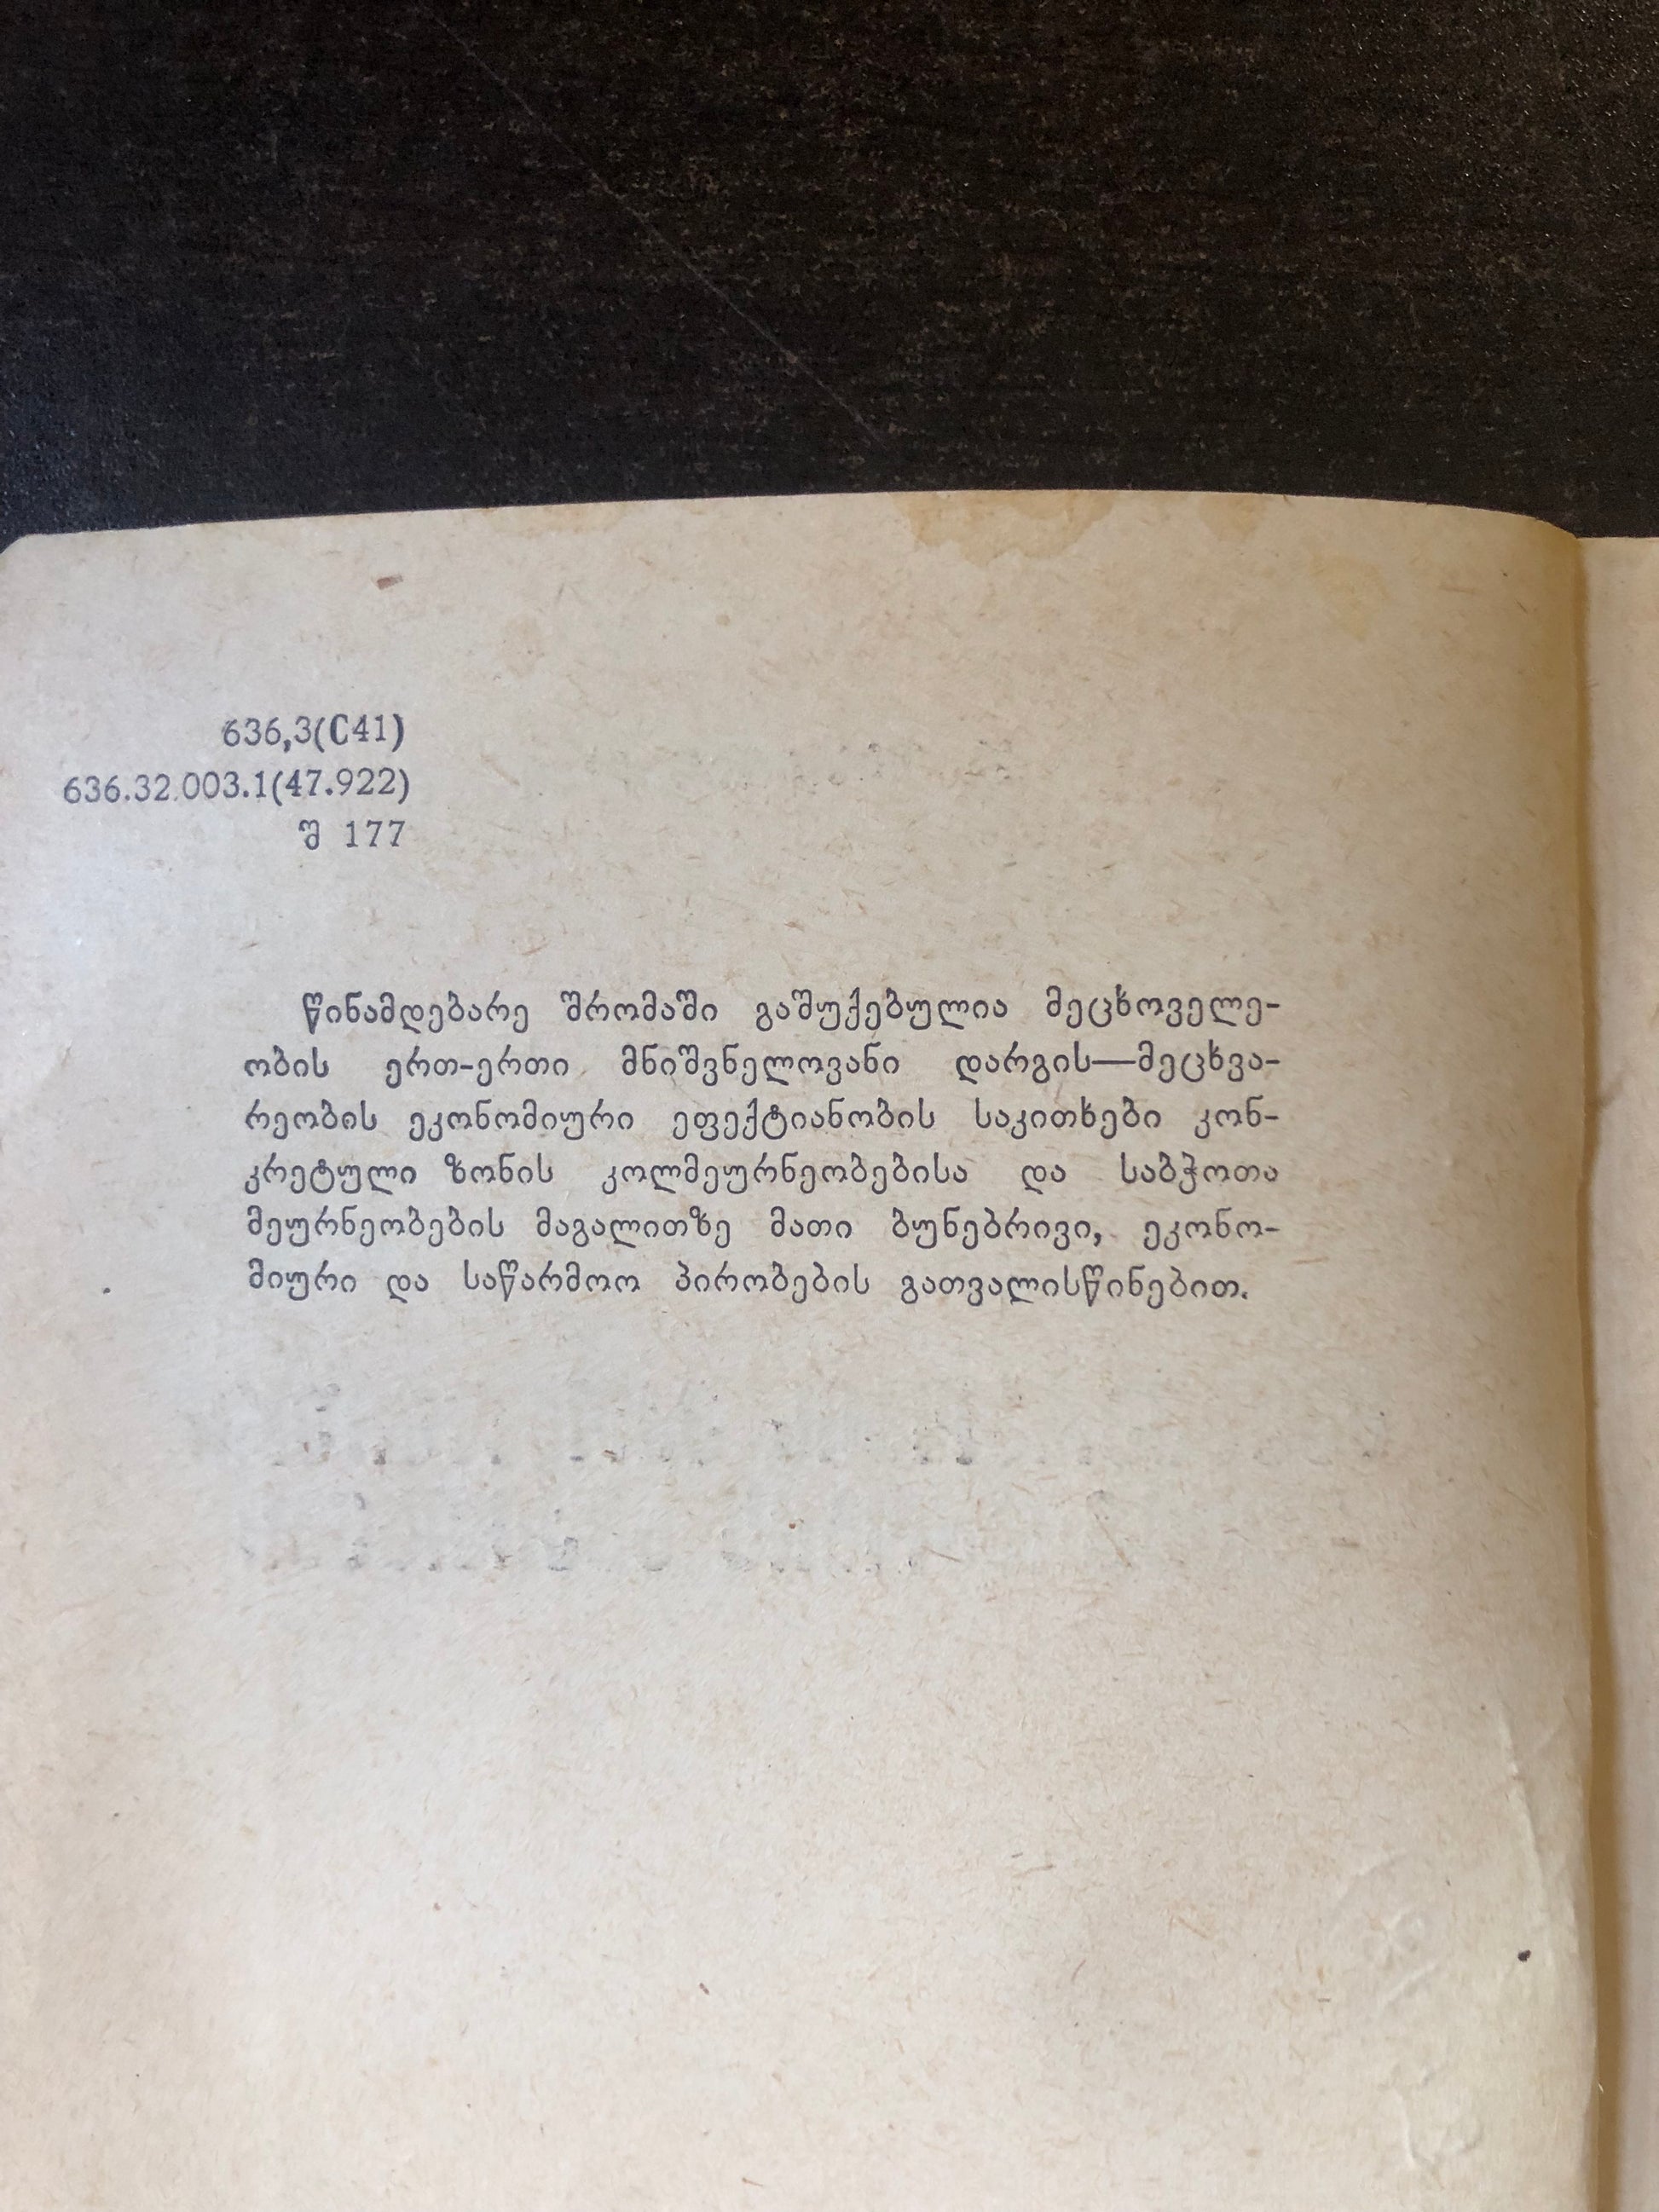 636,3(C41)
636.32.003.1(47.922)
შ 177
წინამდებარე შრომაში გაშუქებულია მეცხოველე-
ობის ერთ-ერთი მნიშვნელოვანი დარგის—მეცხვა-
რეობის ეკონომიური ეფექტიანობის საკითხები კონ-
კრეტული ზონის კოლმეურნეობებისა და საბჭოთა
მეურნეობების მაგალითზე მათი ბუნებრივი, ეკონო-
მიური და საწარმოო პირობების გათვალისწინებით.